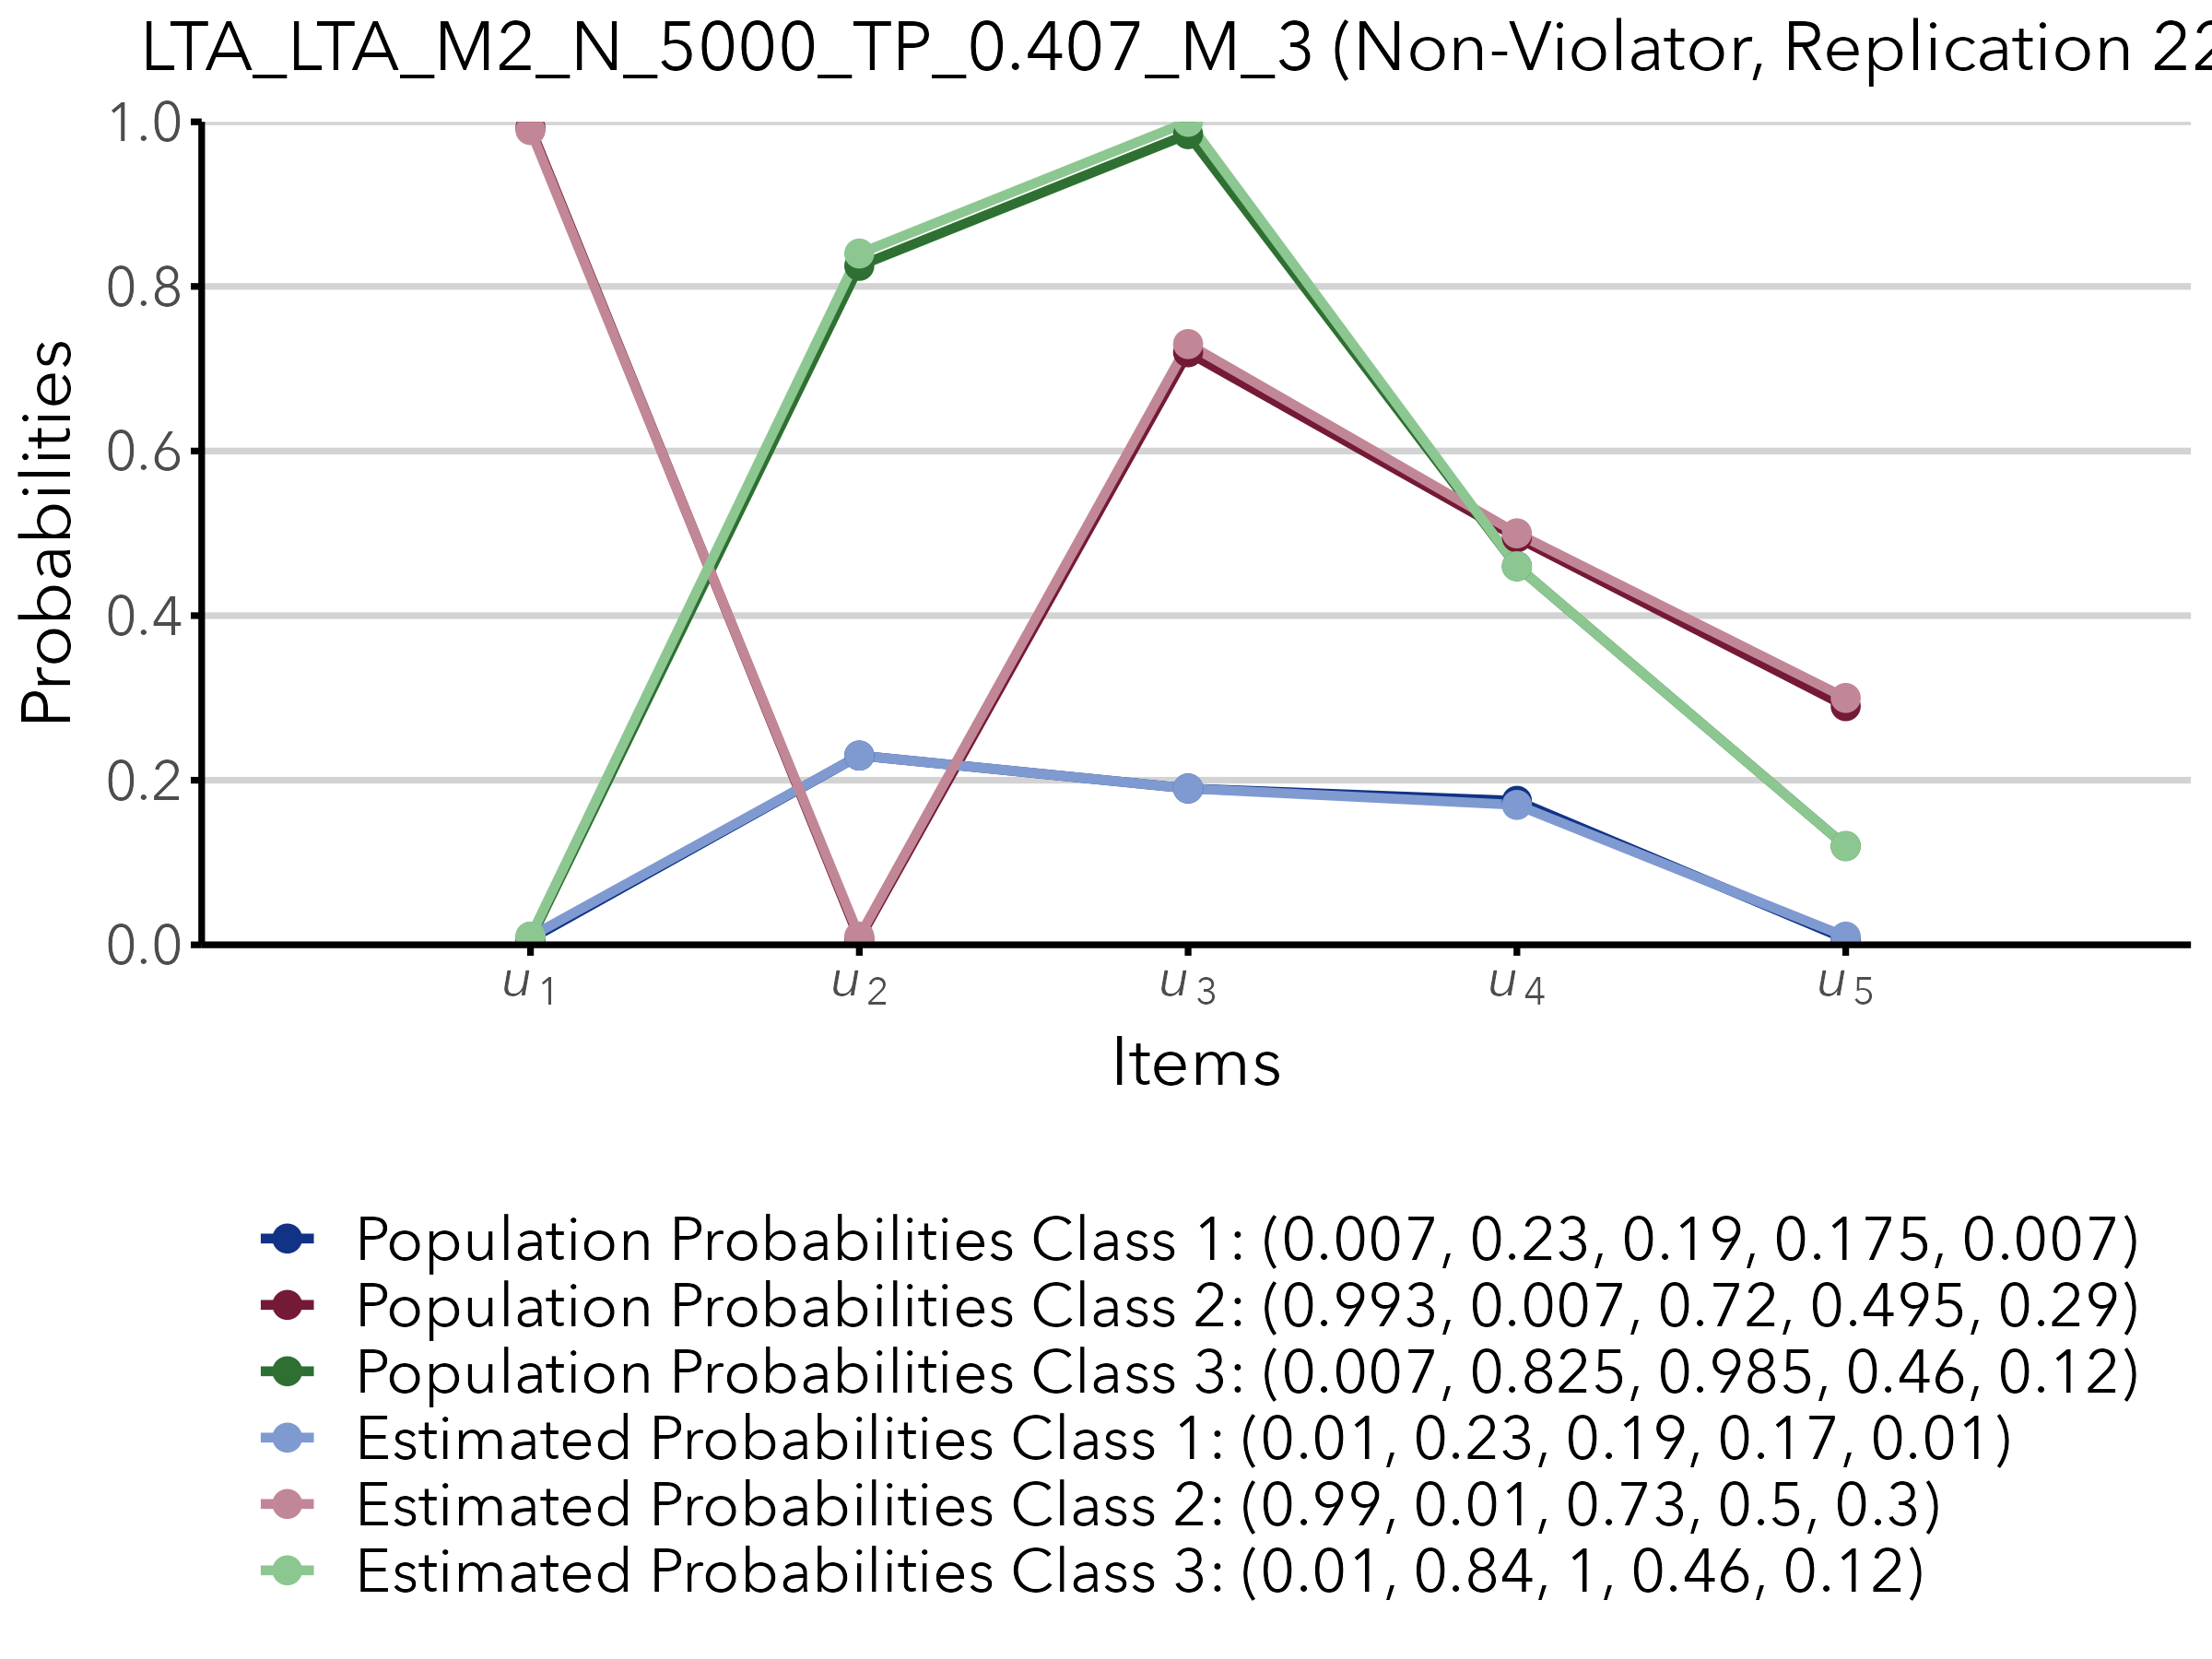 LTA_LTA_M2_N_5000_TP_0.407_M_3 (Non-Violator, Replication 22
1.0
0.8
0.6
0.4
0.2
0.0
Probabilities
u1 u2 u3 u4 u5
Items
Population Probabilities Class 1: (0.007, 0.23, 0.19, 0.175, 0.007)
Population Probabilities Class 2: (0.993, 0.007, 0.72, 0.495, 0.29)
Population Probabilities Class 3: (0.007, 0.825, 0.985, 0.46, 0.12)
Estimated Probabilities Class 1: (0.01, 0.23, 0.19, 0.17, 0.01)
Estimated Probabilities Class 2: (0.99, 0.01, 0.73, 0.5, 0.3)
Estimated Probabilities Class 3: (0.01, 0.84, 1, 0.46, 0.12)